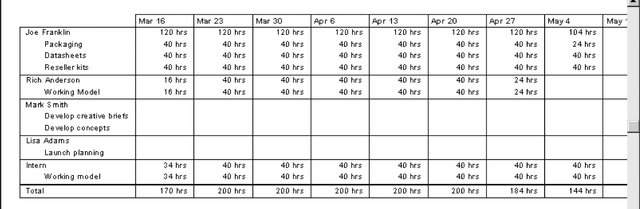 Mar 16 Mar 23 Mar 30 Apr 6 Apr 13 Apr 20 Apr 27 May 4 May
Joe Franklin 120 hrs 120 hrs 120 hrs 120 hrs 120 hrs 120 hrs 120 hrs 104 hrs
Packaging 40 hrs 40 hrs 40 hrs 40 hrs 40 hrs 40 hrs 40 hrs 24 hrs
Datasheets 40 hrs 40 hrs 40 hrs 40 hrs 40 hrs 40 hrs 40 hrs 40 hrs
Reseller kits 40 hrs 40 hrs 40 hrs 40 hrs 40 hrs 40 hrs 40 hrs 40 hrs
Rich Anderson 16 hrs 40 hrs 40 hrs 40 hrs 40 hrs 40 hrs 24 hrs
Working Model 16 hrs 40 hrs 40 hrs 40 hrs 40 hrs 40 hrs 24 hrs
Mark Smith
Develop creative briefs
Develop concepts
Lisa Adams
Launch planning
Intern 34 hrs 40 hrs 40 hrs 40 hrs 40 hrs 40 hrs 40 hrs 40 hrs
Working model 34 hrs 40 hrs 40 hrs 40 hrs 40 hrs 40 hrs 40 hrs 40 hrs
Total 170 hrs 200 hrs 200 hrs 200 hrs 200 hrs 200 hrs 184 hrs 144 hrs